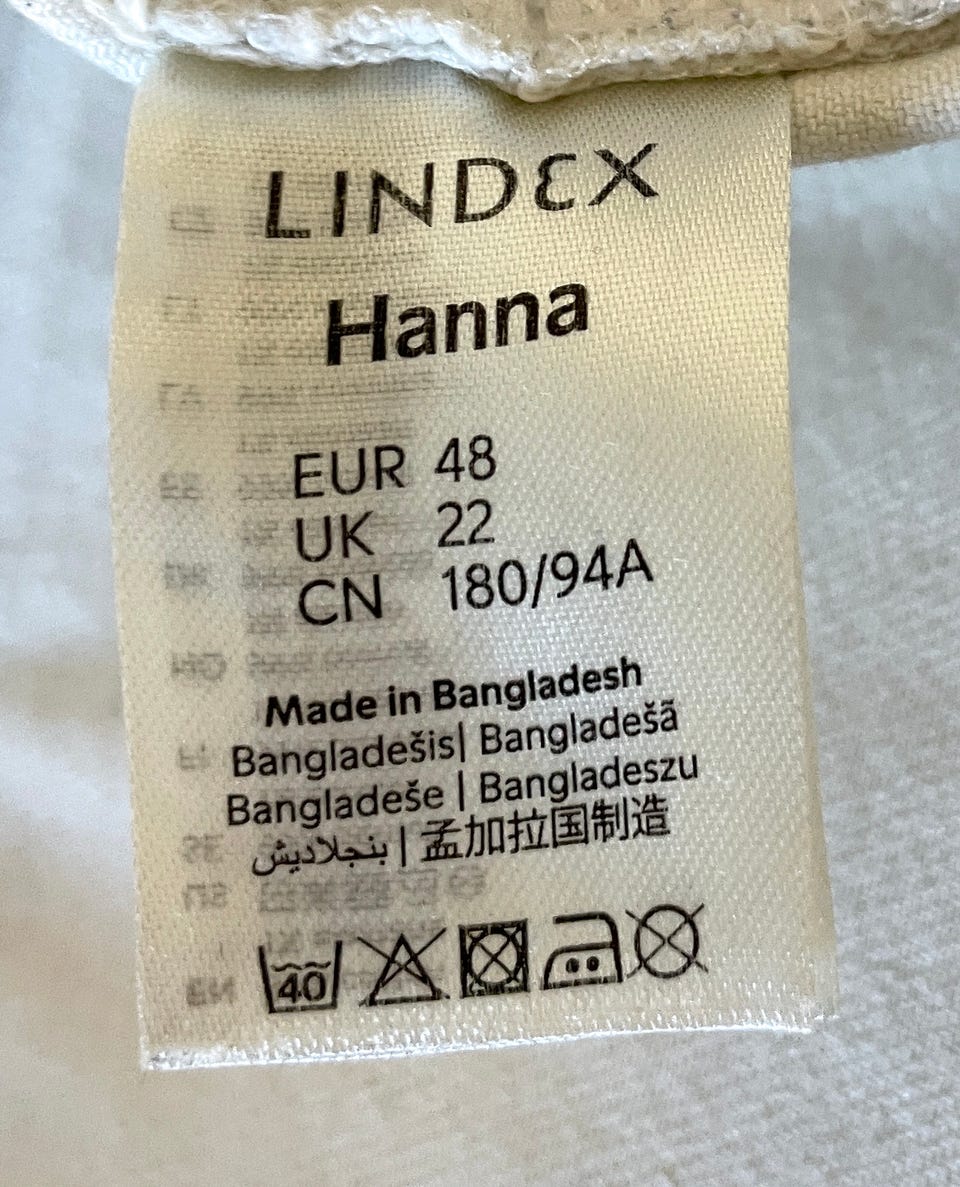 LINDEX
Hanna
EUR 48
UK 22
CN 180/94A
Made in Bangladesh
Bangladešis| Bangladešā
Bangladeše | Bangladeszu
بنجلاديش | 孟加拉国制造
40